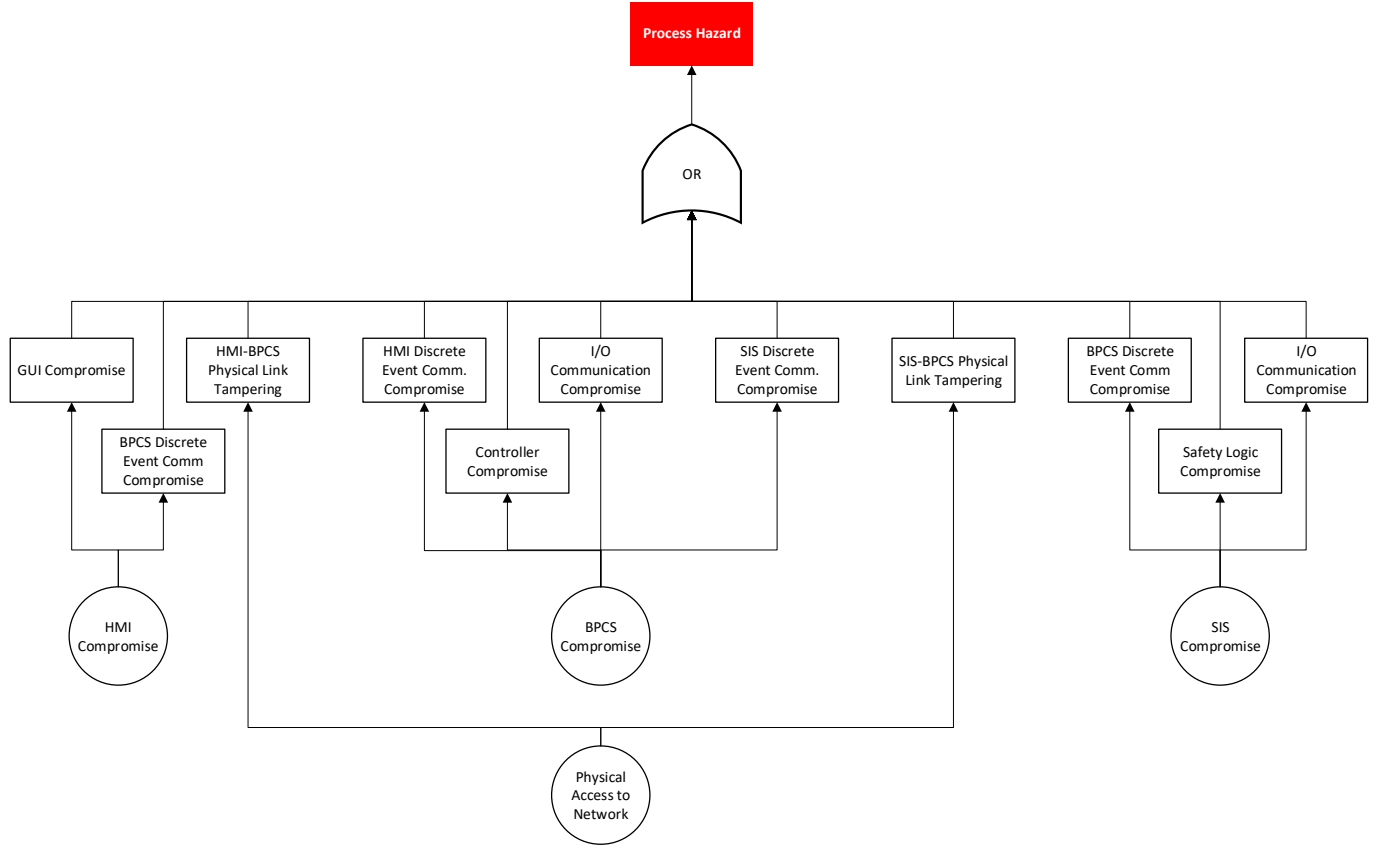 Process Hazard
OR
GUI Compromise
HMI-BPCS
Physical Link
Tampering
HMI Discrete
Event Comm.
Compromise
I/O
Communication
Compromise
SIS Discrete
Event Comm.
Compromise
SIS-BPCS Physical
Link Tampering
BPCS Discrete
Event Comm
Compromise
I/O
Communication
Compromise
BPCS Discrete
Event Comm
Compromise
Controller
Compromise
Safety Logic
Compromise
HMI
Compromise
BPCS
Compromise
SIS
Compromise
Physical
Access to
Network